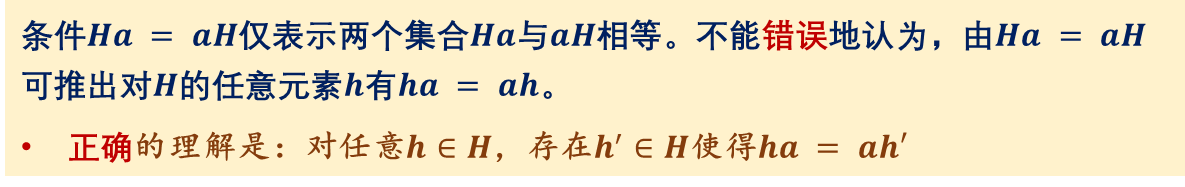 条件Ha = aH仅表示两个集合Ha与aH相等。不能错误地认为，由Ha = aH
可推出对H的任意元素h有ha = ah。
• 正确的理解是：对任意h ∈ H，存在h′ ∈ H使得ha = ah′